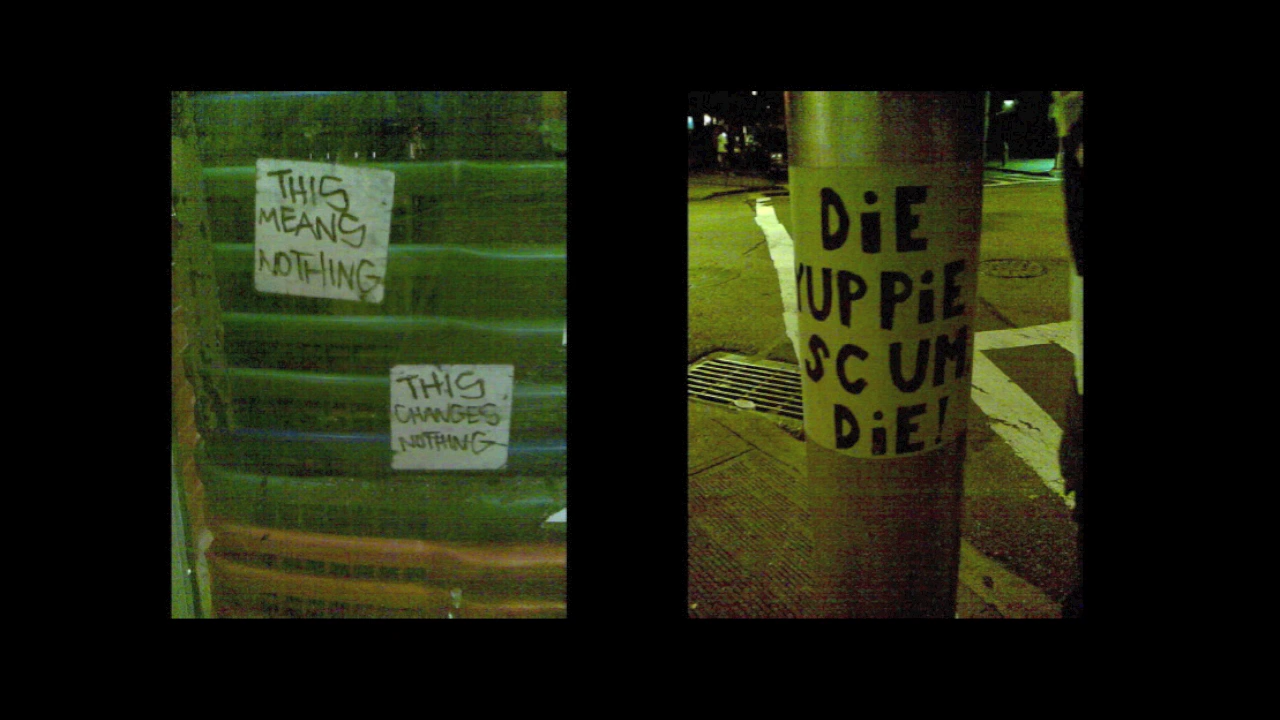 THIS
MEANS
NOTHING
THIS
CHANGES
NOTHING
DiE
YUPPiE
SCUM
DiE!